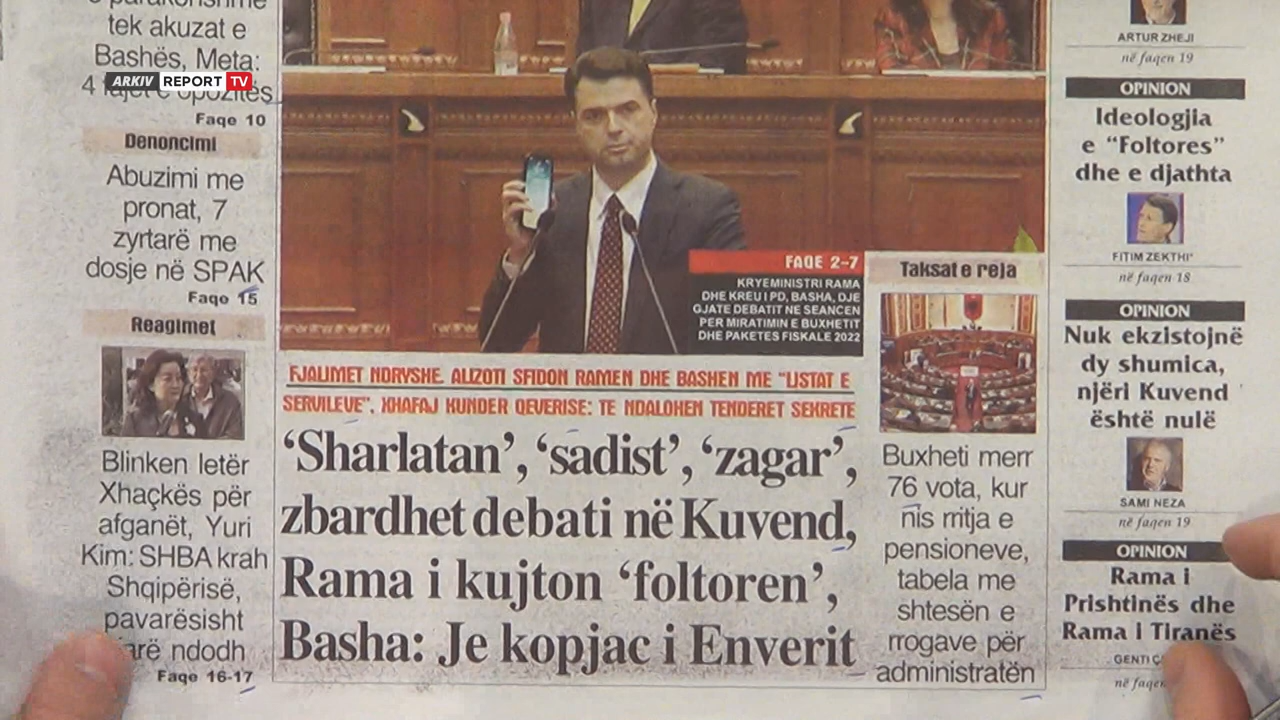 tek akuzat e
Bashës, Meta:
4 fajet e opozitës
Faqe 10
ARKIV REPORT TV
Denoncimi
Abuzimi me
pronat, 7
zyrtarë me
dosje në SPAK
Faqe 15
Reagimet
Blinken letër
Xhaçkës për
afganët, Yuri
Kim: SHBA krah
Shqipërisë,
pavarësisht
ndodh
Faqe 16-17
FAQE 2-7
KRYEMINISTRI RAMA
DHE KREU I PD, BASHA, DJE
GJATE DEBATIT NE SEANCEN
PER MIRATIMIN E BUXHETIT
DHE PAKETES FISKALE 2022
FJALIMET NDRYSHE. ALIZOTI SFIDON RAMEN DHE BASHEN ME "LISTAT E
SERVILEVE". XHAFAJ KUNDER QEVERISE: TE NDALOHEN TENDERET SEKRETE
‘Sharlatan’, ‘sadist’, ‘zagar’,
zbardhet debati në Kuvend,
Rama i kujton ‘foltoren’,
Basha: Je kopjac i Enverit
Taksat e reja
Buxheti merr
76 vota, kur
nis rritja e
pensioneve,
tabela me
shtesën e
rrogave për
administratën
ARTUR ZHEJI
në faqen 19
OPINION
Ideologjia
e “Foltores”
dhe e djathta
FITIM ZEKTHI*
në faqen 18
OPINION
Nuk ekzistojnë
dy shumica,
njëri Kuvend
është nulë
SAMI NEZA
në faqen 19
OPINION
Rama i
Prishtinës dhe
Rama i Tiranës
GENTI
në faqen